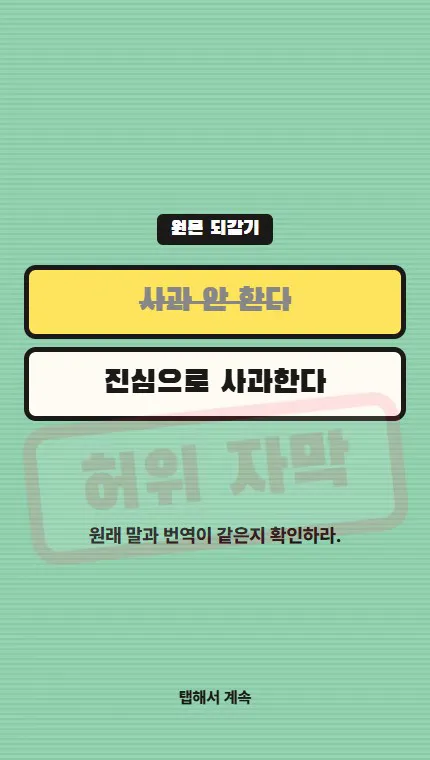 원문 되감기
사과 안 한다
진심으로 사과한다
허위 자막
원래 말과 번역이 같은지 확인하라.
탭해서 계속